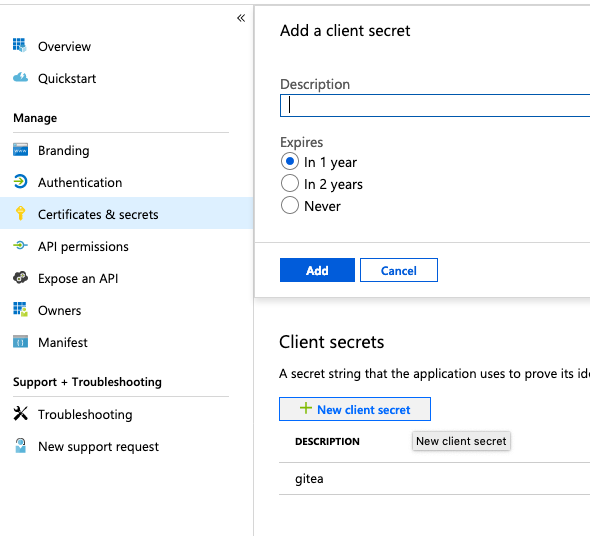 «
Overview
Quickstart
Manage
Branding
Authentication
Certificates & secrets
API permissions
Expose an API
Owners
Manifest
Support + Troubleshooting
Troubleshooting
New support request
Add a client secret
Description
Expires
In 1 year
In 2 years
Never
Add Cancel
Client secrets
A secret string that the application uses to prove its
+ New client secret
DESCRIPTION
New client secret
gitea